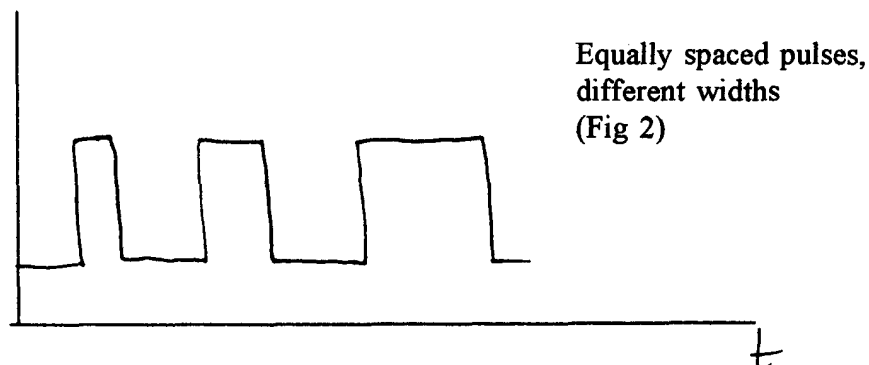 Equally spaced pulses,
different widths
(Fig 2)
t